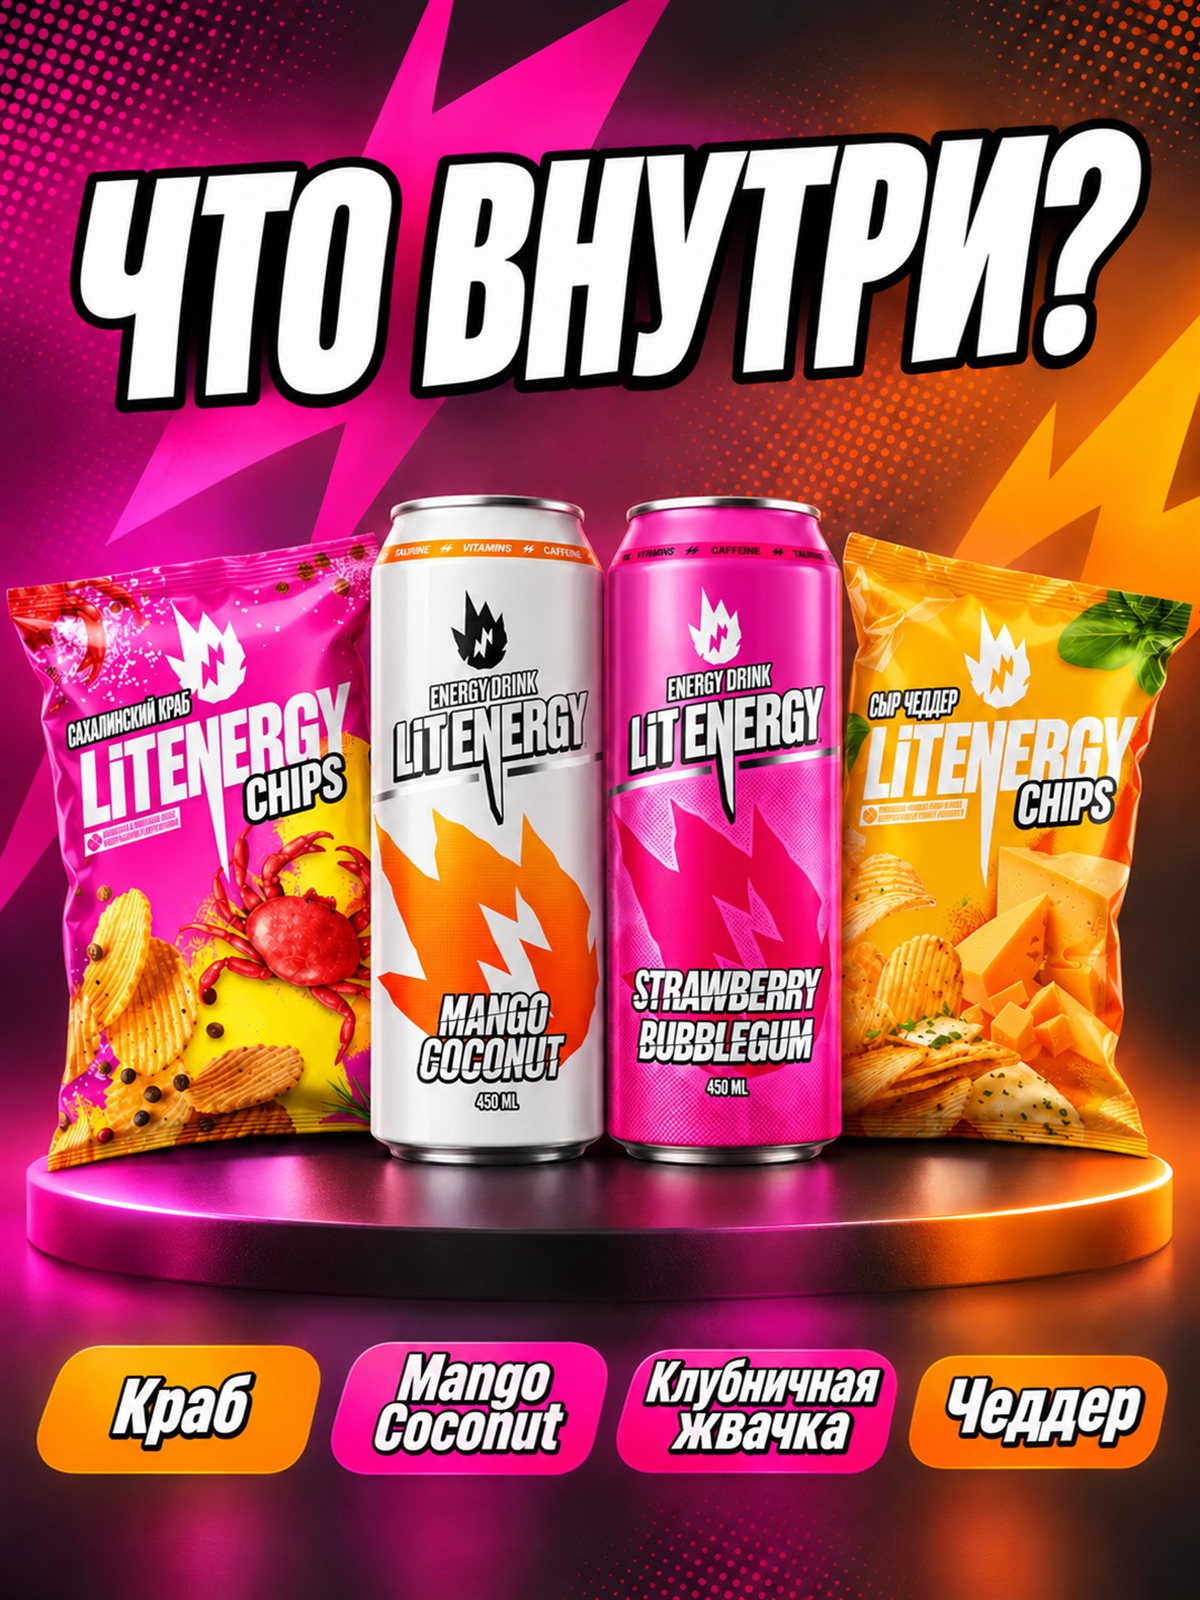 ЧТО ВНУТРИ?
САХАЛИНСКИЙ КРАБ
LiTENERGY
CHIPS
TAURINE VITAMINS CAFFEINE
ENERGY DRINK
LiT ENERGY
MANGO
COCONUT
450 ML
VITAMINS CAFFEINE
ENERGY DRINK
LiT ENERGY
STRAWBERRY
BUBBLEGUM
450 ML
СЫР ЧЕДДЕР
LiTENERGY
CHIPS
Краб
Mango
Coconut
Клубничная
жвачка
Чеддер